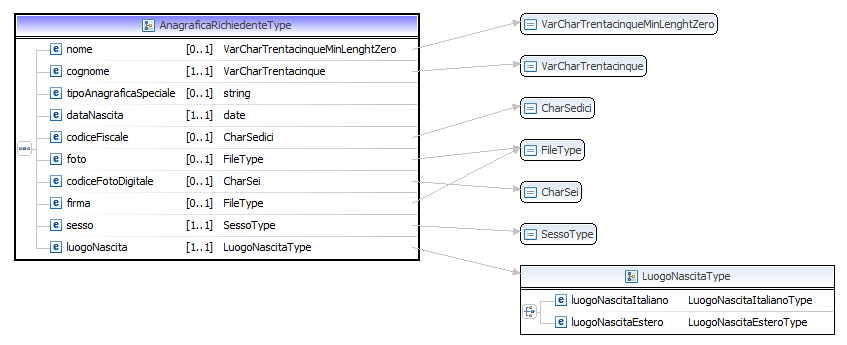 AnagraficaRichiedenteType
nome [0..1] VarCharTrentacinqueMinLenghtZero
cognome [1..1] VarCharTrentacinque
tipoAnagraficaSpeciale [0..1] string
dataNascita [1..1] date
codiceFiscale [0..1] CharSedici
foto [0..1] FileType
codiceFotoDigitale [0..1] CharSei
firma [0..1] FileType
sesso [1..1] SessoType
luogoNascita [1..1] LuogoNascitaType
VarCharTrentacinqueMinLenghtZero
VarCharTrentacinque
CharSedici
FileType
CharSei
SessoType
LuogoNascitaType
luogoNascitaItaliano LuogoNascitaItalianoType
luogoNascitaEstero LuogoNascitaEsteroType